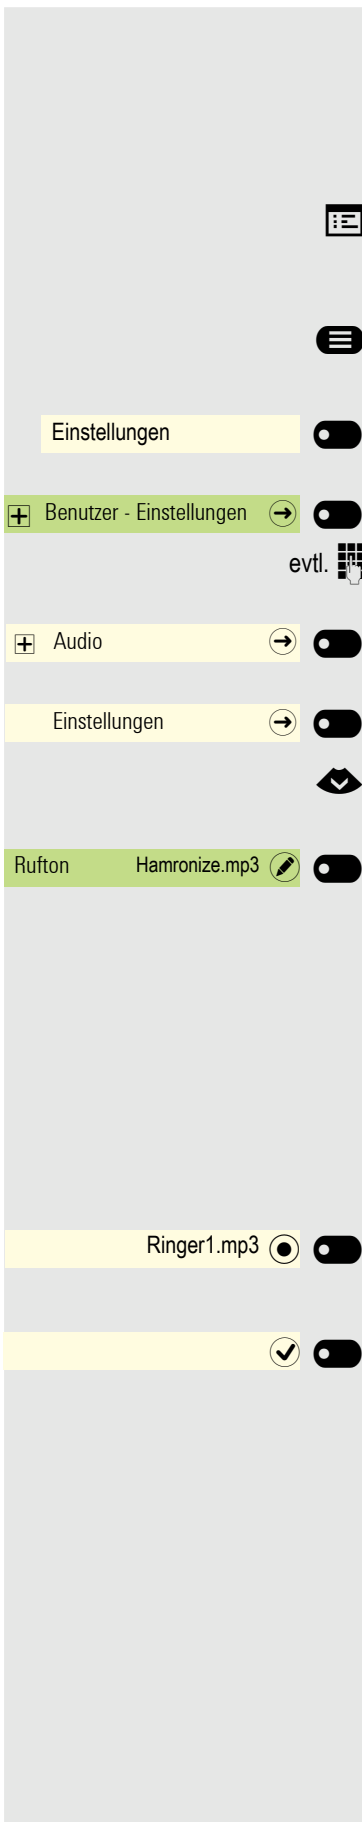 Einstellungen
Benutzer - Einstellungen
evtl.
Audio
Einstellungen
Rufton Hamronize.mp3
Ringer1.mp3